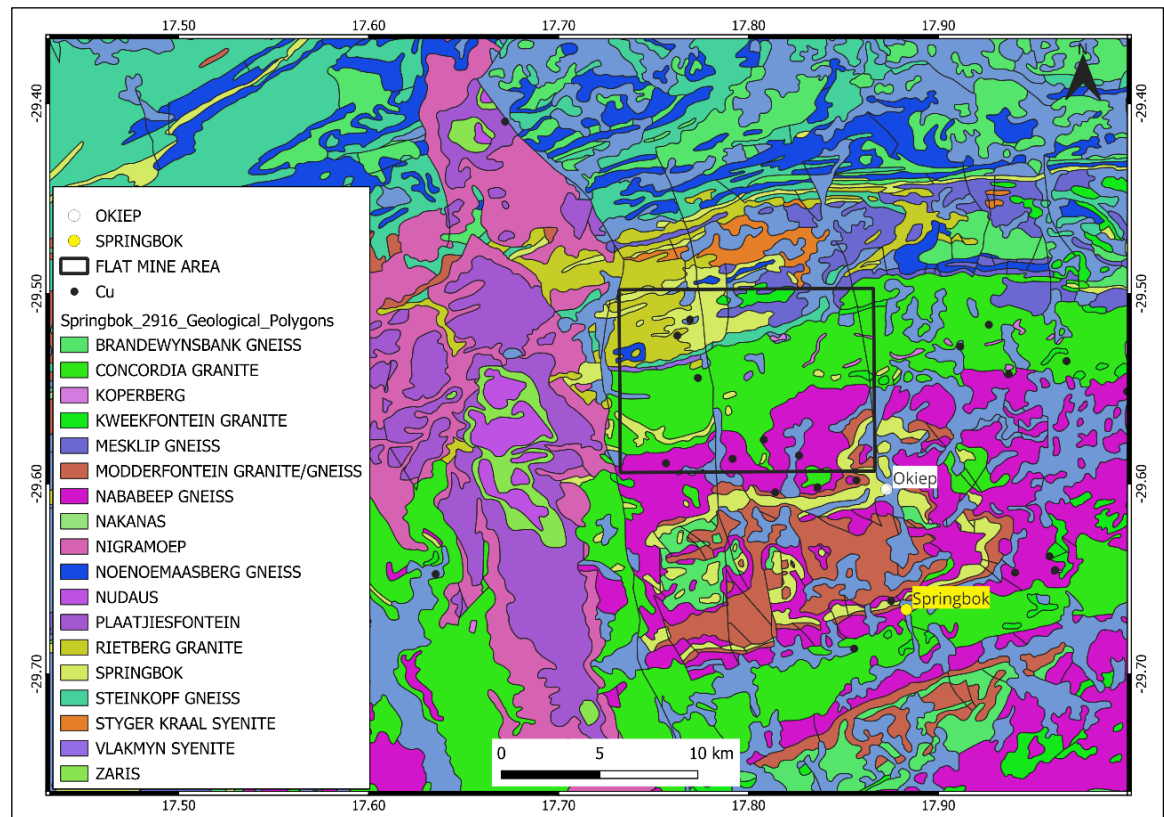 17.50 17.60 17.70 17.80 17.90
-29.40 -29.40
N
OKIEP
SPRINGBOK
FLAT MINE AREA
Cu
Springbok_2916_Geological_Polygons
BRANDEWYNSBANK GNEISS
CONCORDIA GRANITE
KOPERBERG
KWEEKFONTEIN GRANITE
MESKLIP GNEISS
MODDERFONTEIN GRANITE/GNEISS
NABABEEP GNEISS
NAKANAS
NIGRAMOEP
NOENOEMAASBERG GNEISS
NUDAUS
PLAATJIESFONTEIN
RIETBERG GRANITE
SPRINGBOK
STEINKOPF GNEISS
STYGER KRAAL SYENITE
VLAKMYN SYENITE
ZARIS
-29.50 -29.50
-29.60 -29.60
Okiep
Springbok
-29.70 -29.70
0 5 10 km
17.50 17.60 17.70 17.80 17.90